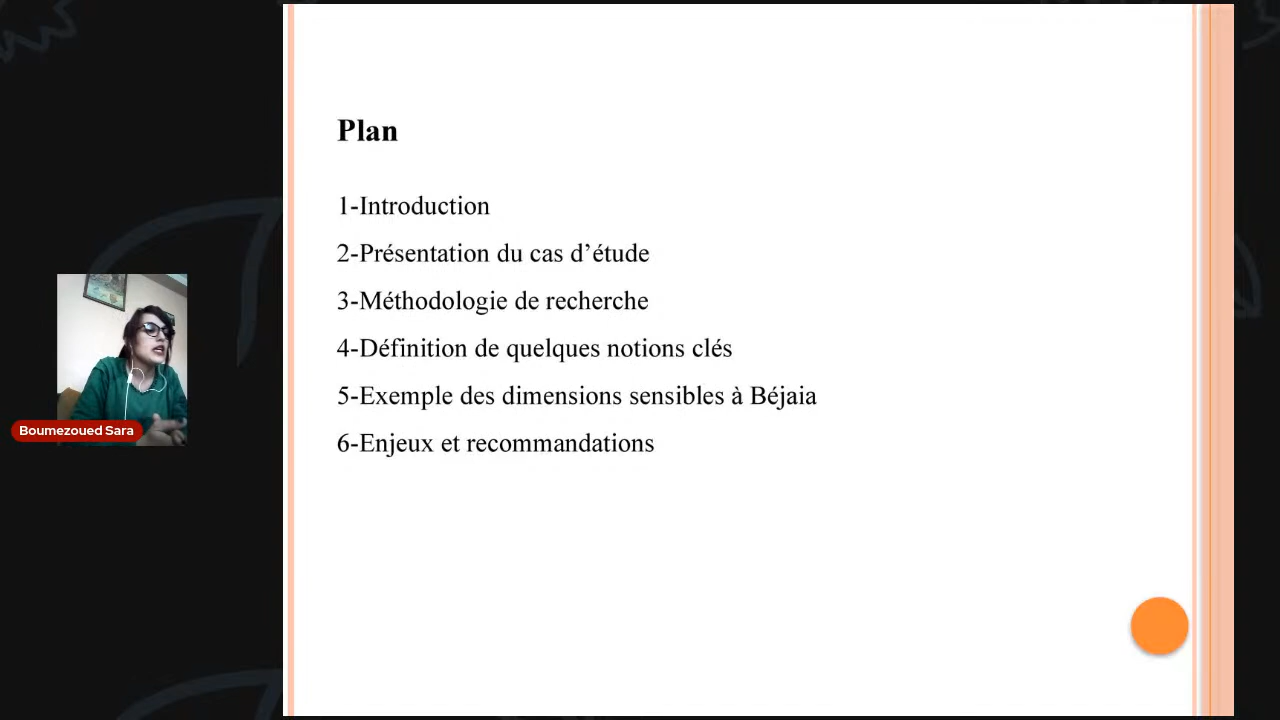 Plan
1-Introduction
2-Présentation du cas d’étude
3-Méthodologie de recherche
4-Définition de quelques notions clés
5-Exemple des dimensions sensibles à Béjaia
6-Enjeux et recommandations
Boumezoued Sara